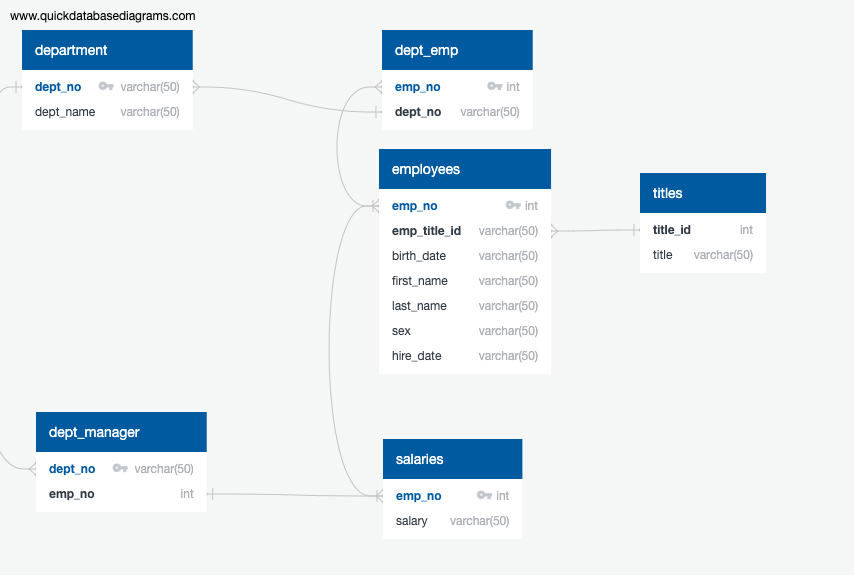 www.quickdatabasediagrams.com
department
dept_no varchar(50)
dept_name varchar(50)
dept_emp
emp_no int
dept_no varchar(50)
employees
emp_no int
emp_title_id varchar(50)
birth_date varchar(50)
first_name varchar(50)
last_name varchar(50)
sex varchar(50)
hire_date varchar(50)
titles
title_id int
title varchar(50)
dept_manager
dept_no varchar(50)
emp_no int
salaries
emp_no int
salary varchar(50)